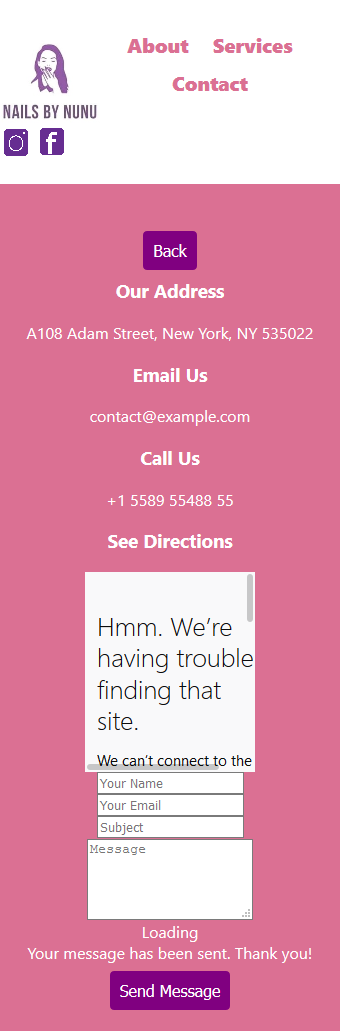 About Services
Contact
NAILS BY NUNU
Back
Our Address
A108 Adam Street, New York, NY 535022
Email Us
contact@example.com
Call Us
+1 5589 55488 55
See Directions
Hmm. We’re
having trouble
finding that
site.
We can’t connect to the
Your Name
Your Email
Subject
Message
Loading
Your message has been sent. Thank you!
Send Message